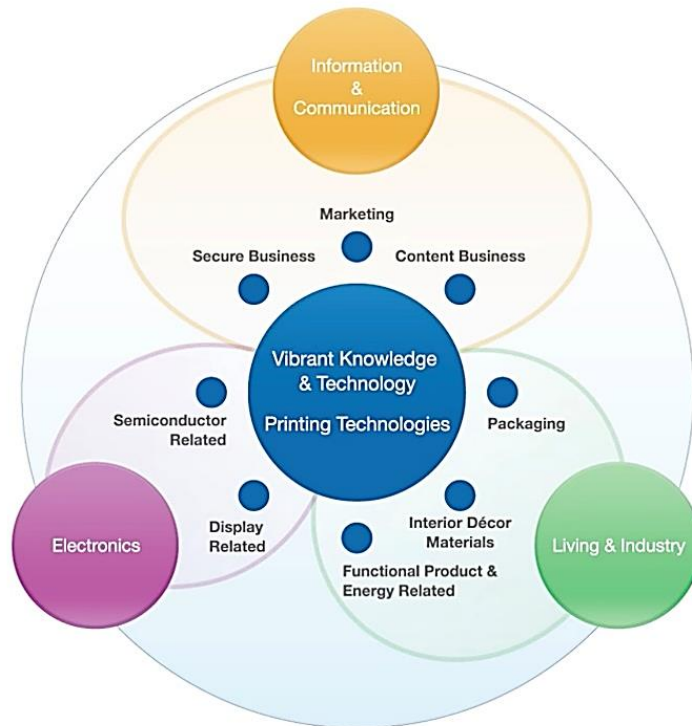 Information
&
Communication
Marketing
Secure Business
Content Business
Vibrant Knowledge
& Technology
Printing Technologies
Semiconductor
Related
Packaging
Display
Related
Interior Décor
Materials
Functional Product &
Energy Related
Electronics
Living & Industry